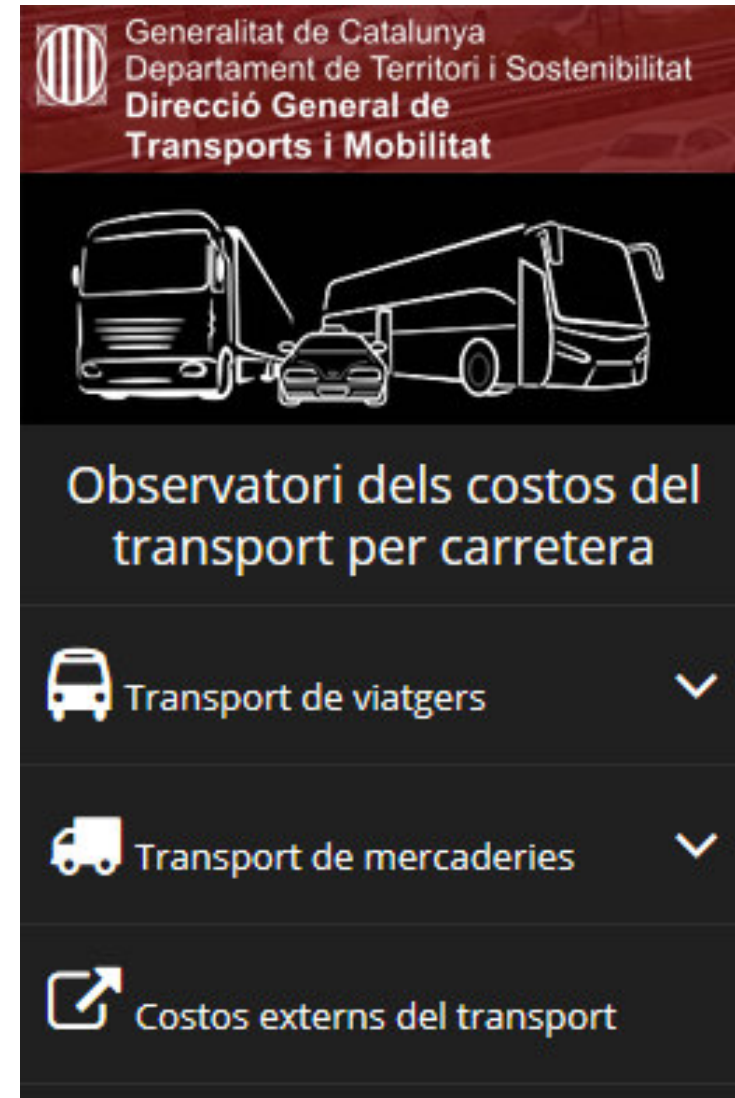 Generalitat de Catalunya
Departament de Territori i Sostenibilitat
Direcció General de
Transports i Mobilitat
Observatori dels costos del
transport per carretera
Transport de viatgers
Transport de mercaderies
Costos externs del transport